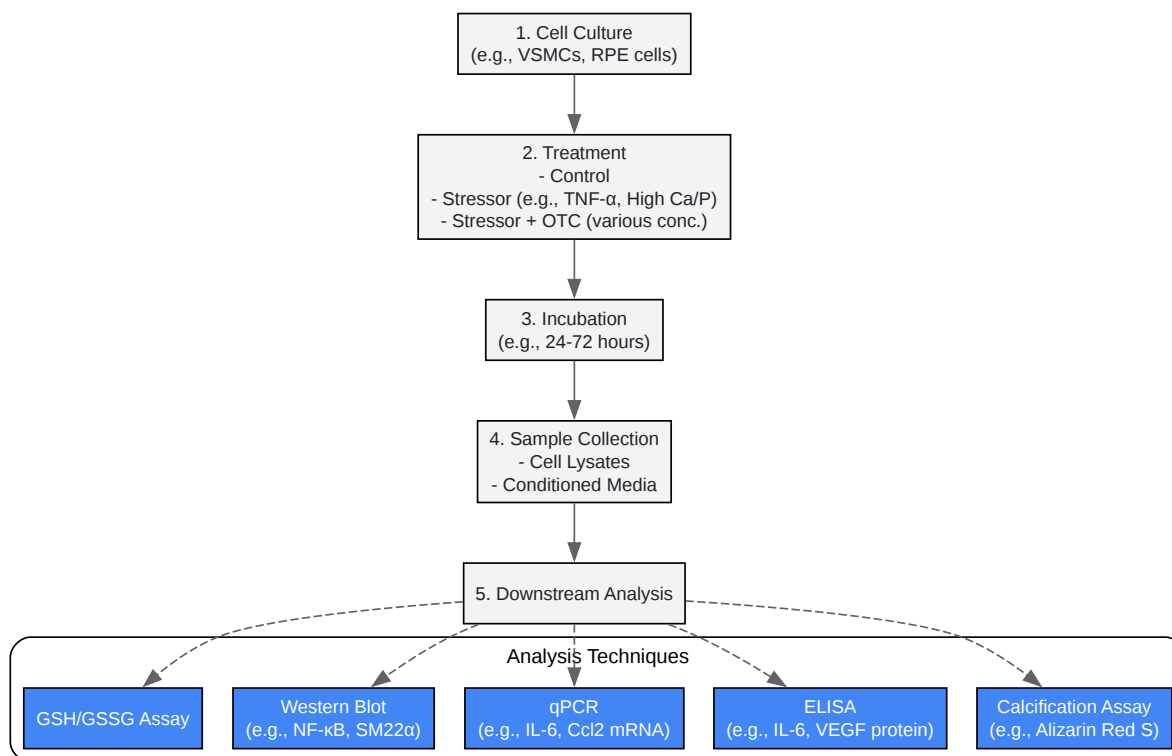 1. Cell Culture
(e.g., VSMCs, RPE cells)
2. Treatment
- Control
- Stressor (e.g., TNF-α, High Ca/P)
- Stressor + OTC (various conc.)
3. Incubation
(e.g., 24-72 hours)
4. Sample Collection
- Cell Lysates
- Conditioned Media
5. Downstream Analysis
Analysis Techniques
GSH/GSSG Assay
Western Blot
(e.g., NF-κB, SM22α)
qPCR
(e.g., IL-6, Ccl2 mRNA)
ELISA
(e.g., IL-6, VEGF protein)
Calcification Assay
(e.g., Alizarin Red S)